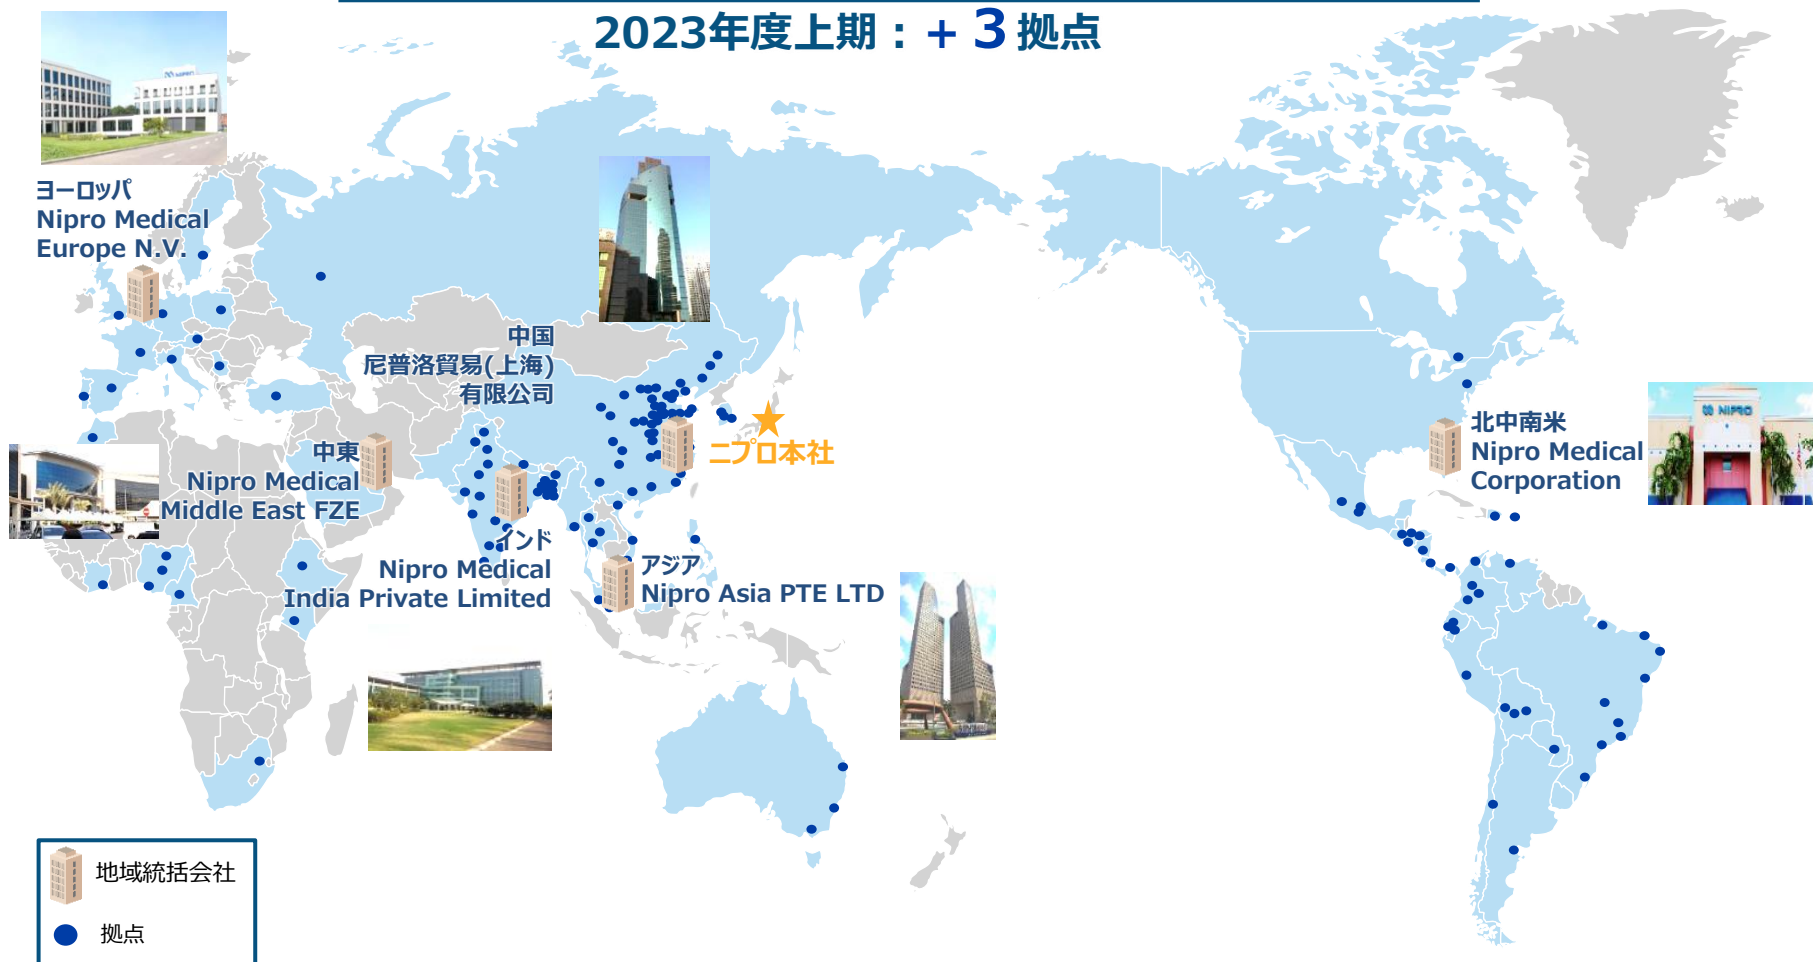 2023年度上期：＋３拠点
NIPRO
ヨーロッパ
Nipro Medical
Europe N.V.
中国
尼普洛貿易(上海)
有限公司
ニプロ本社
中東
Nipro Medical
Middle East FZE
インド
Nipro Medical
India Private Limited
アジア
Nipro Asia PTE LTD
北中南米
Nipro Medical
Corporation
NIPRO
地域統括会社
拠点